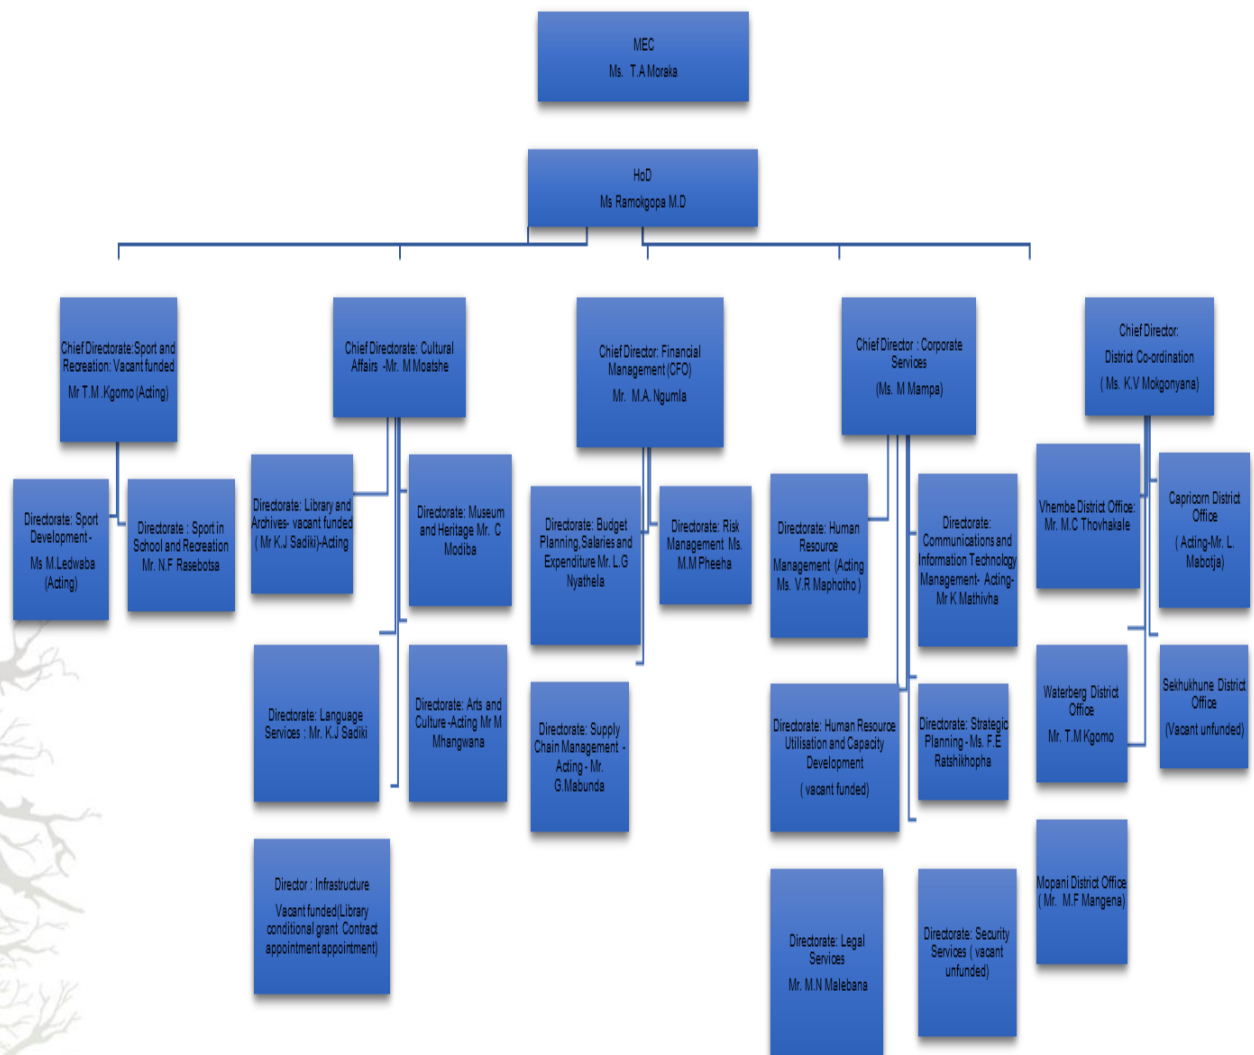 MEC
Ms. T.A Moraka
HoD
Ms Ramokgopa M.D
Chief Directorate:Sport and
Recreation: Vacant funded
Mr T.M .Kgomo (Acting)
Chief Directorate: Cultural
Affairs -Mr. M Moatshe
Chief Director: Financial
Management (CFO)
Mr. M.A. Ngumla
Chief Director : Corporate
Services
(Ms. M Mampa)
Chief Director:
District Co-ordination
( Ms. K.V Mokgonyana)
Directorate: Sport
Development -
Ms M.Ledwaba
(Acting)
Directorate : Sport in
School and Recreation
Mr. N.F Rasebotsa
Directorate: Library and
Archives- vacant funded
( Mr K.J Sadiki)-Acting
Directorate: Museum
and Heritage Mr. C
Modiba
Directorate: Language
Services : Mr. K.J Sadiki
Directorate: Arts and
Culture -Acting Mr M
Mhangwana
Director : Infrastructure
Vacant funded(Library
conditional grant Contract
appointment appointment)
Directorate: Budget
Planning,Salaries and
Expenditure Mr. L.G
Nyathela
Directorate: Risk
Management Ms.
M.M Pheeha
Directorate: Supply
Chain Management -
Acting - Mr.
G.Mabunda
Directorate: Human
Resource
Management (Acting
Ms. V.R Maphotho )
Directorate:
Communications and
Information Technology
Management- Acting-
Mr K Mathivha
Directorate: Human Resource
Utilisation and Capacity
Development
( vacant funded)
Directorate: Strategic
Planning - Ms. F.E
Ratshikhopha
Directorate: Legal
Services
Mr. M.N Malebana
Directorate: Security
Services ( vacant
unfunded)
Vhembe District Office:
Mr. M.C Thovhakale
Capricorn District
Office
( Acting-Mr. L.
Mabotja)
Waterberg District
Office
Mr. T.M Kgomo
Sekhukhune District
Office
(Vacant unfunded)
Mopani District Office
( Mr. M.F Mangena)